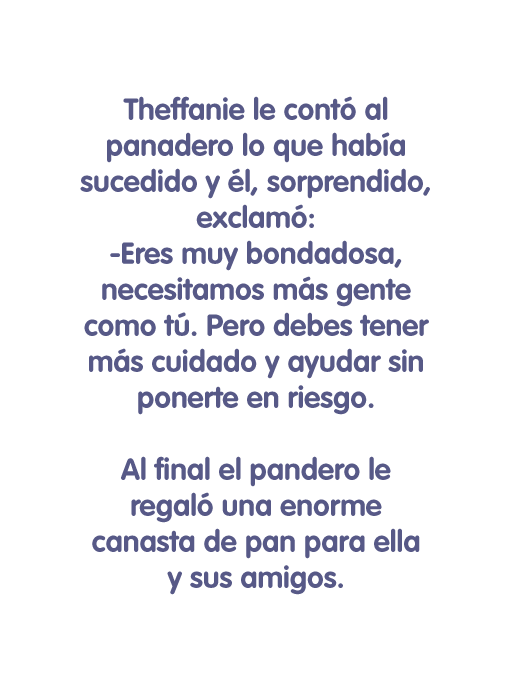 Theffanie le contó al
panadero lo que había
sucedido y él, sorprendido,
exclamó:
-Eres muy bondadosa,
necesitamos más gente
como tú. Pero debes tener
más cuidado y ayudar sin
ponerte en riesgo.
Al final el pandero le
regaló una enorme
canasta de pan para ella
y sus amigos.